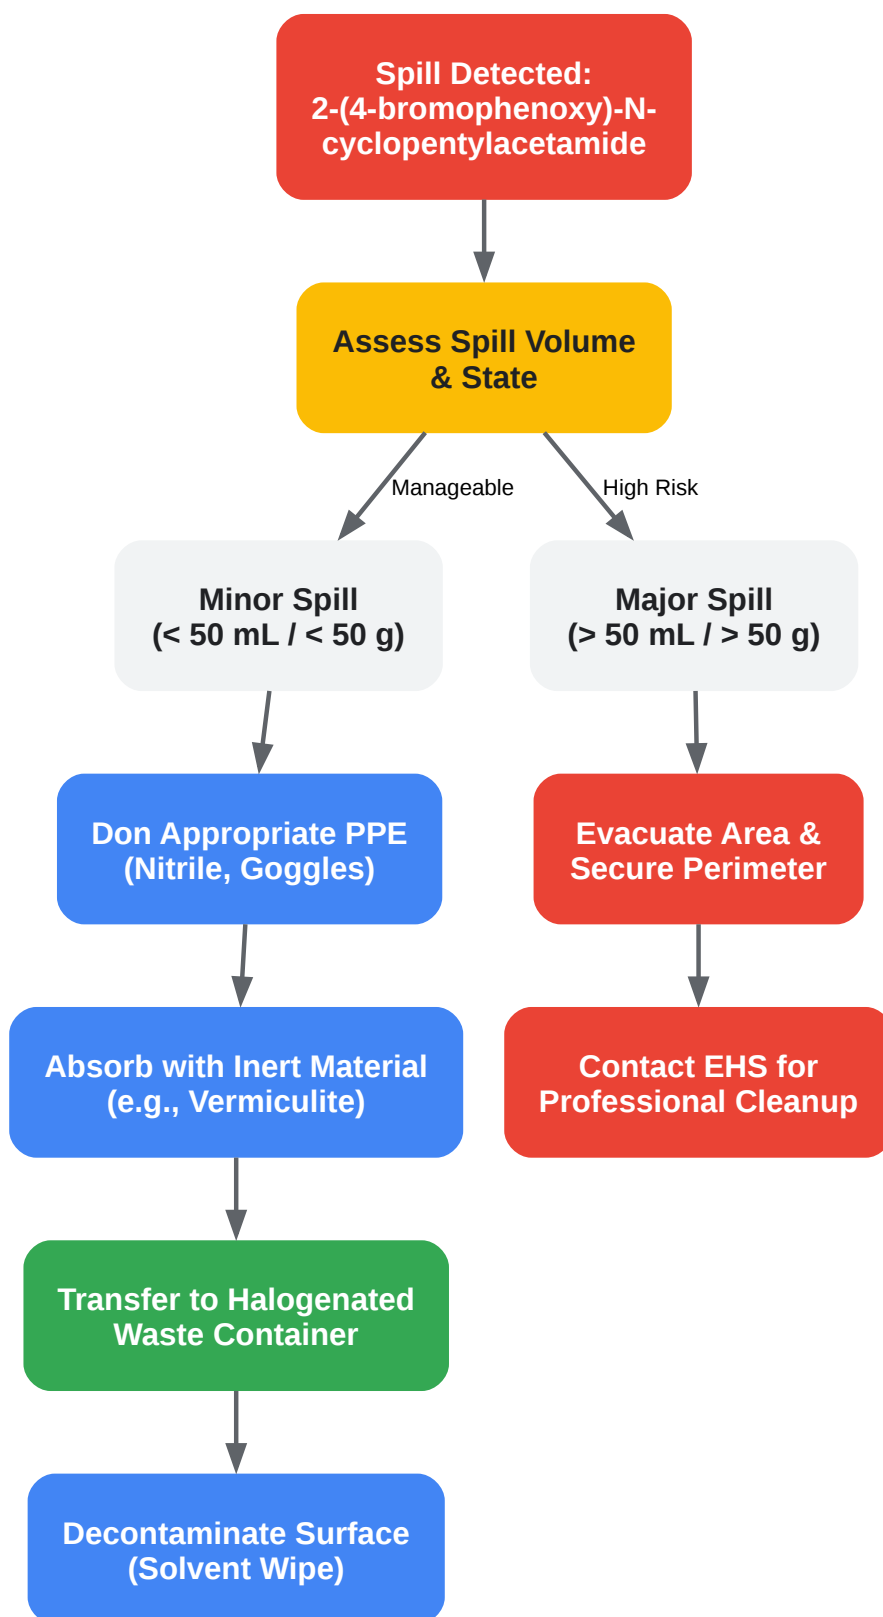 Spill Detected:
2-(4-bromophenoxy)-N-
cyclopentylacetamide
Assess Spill Volume
& State
Manageable
High Risk
Minor Spill
(< 50 mL / < 50 g)
Major Spill
(> 50 mL / > 50 g)
Don Appropriate PPE
(Nitrile, Goggles)
Evacuate Area &
Secure Perimeter
Absorb with Inert Material
(e.g., Vermiculite)
Contact EHS for
Professional Cleanup
Transfer to Halogenated
Waste Container
Decontaminate Surface
(Solvent Wipe)